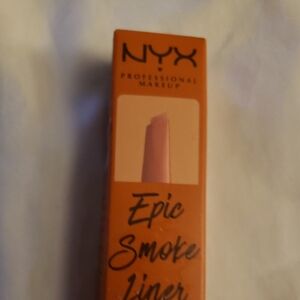 NYX
PROFESSIONAL
MAKEUP
Epic
Smoke
Liner